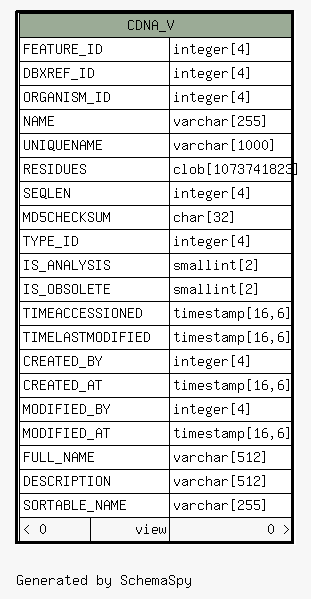 CDNA_V
FEATURE_ID integer[4]
DBXREF_ID integer[4]
ORGANISM_ID integer[4]
NAME varchar[255]
UNIQUENAME varchar[1000]
RESIDUES clob[1073741823]
SEQLEN integer[4]
MD5CHECKSUM char[32]
TYPE_ID integer[4]
IS_ANALYSIS smallint[2]
IS_OBSOLETE smallint[2]
TIMEACCESSIONED timestamp[16,6]
TIMELASTMODIFIED timestamp[16,6]
CREATED_BY integer[4]
CREATED_AT timestamp[16,6]
MODIFIED_BY integer[4]
MODIFIED_AT timestamp[16,6]
FULL_NAME varchar[512]
DESCRIPTION varchar[512]
SORTABLE_NAME varchar[255]
< 0 view 0 >
Generated by SchemaSpy